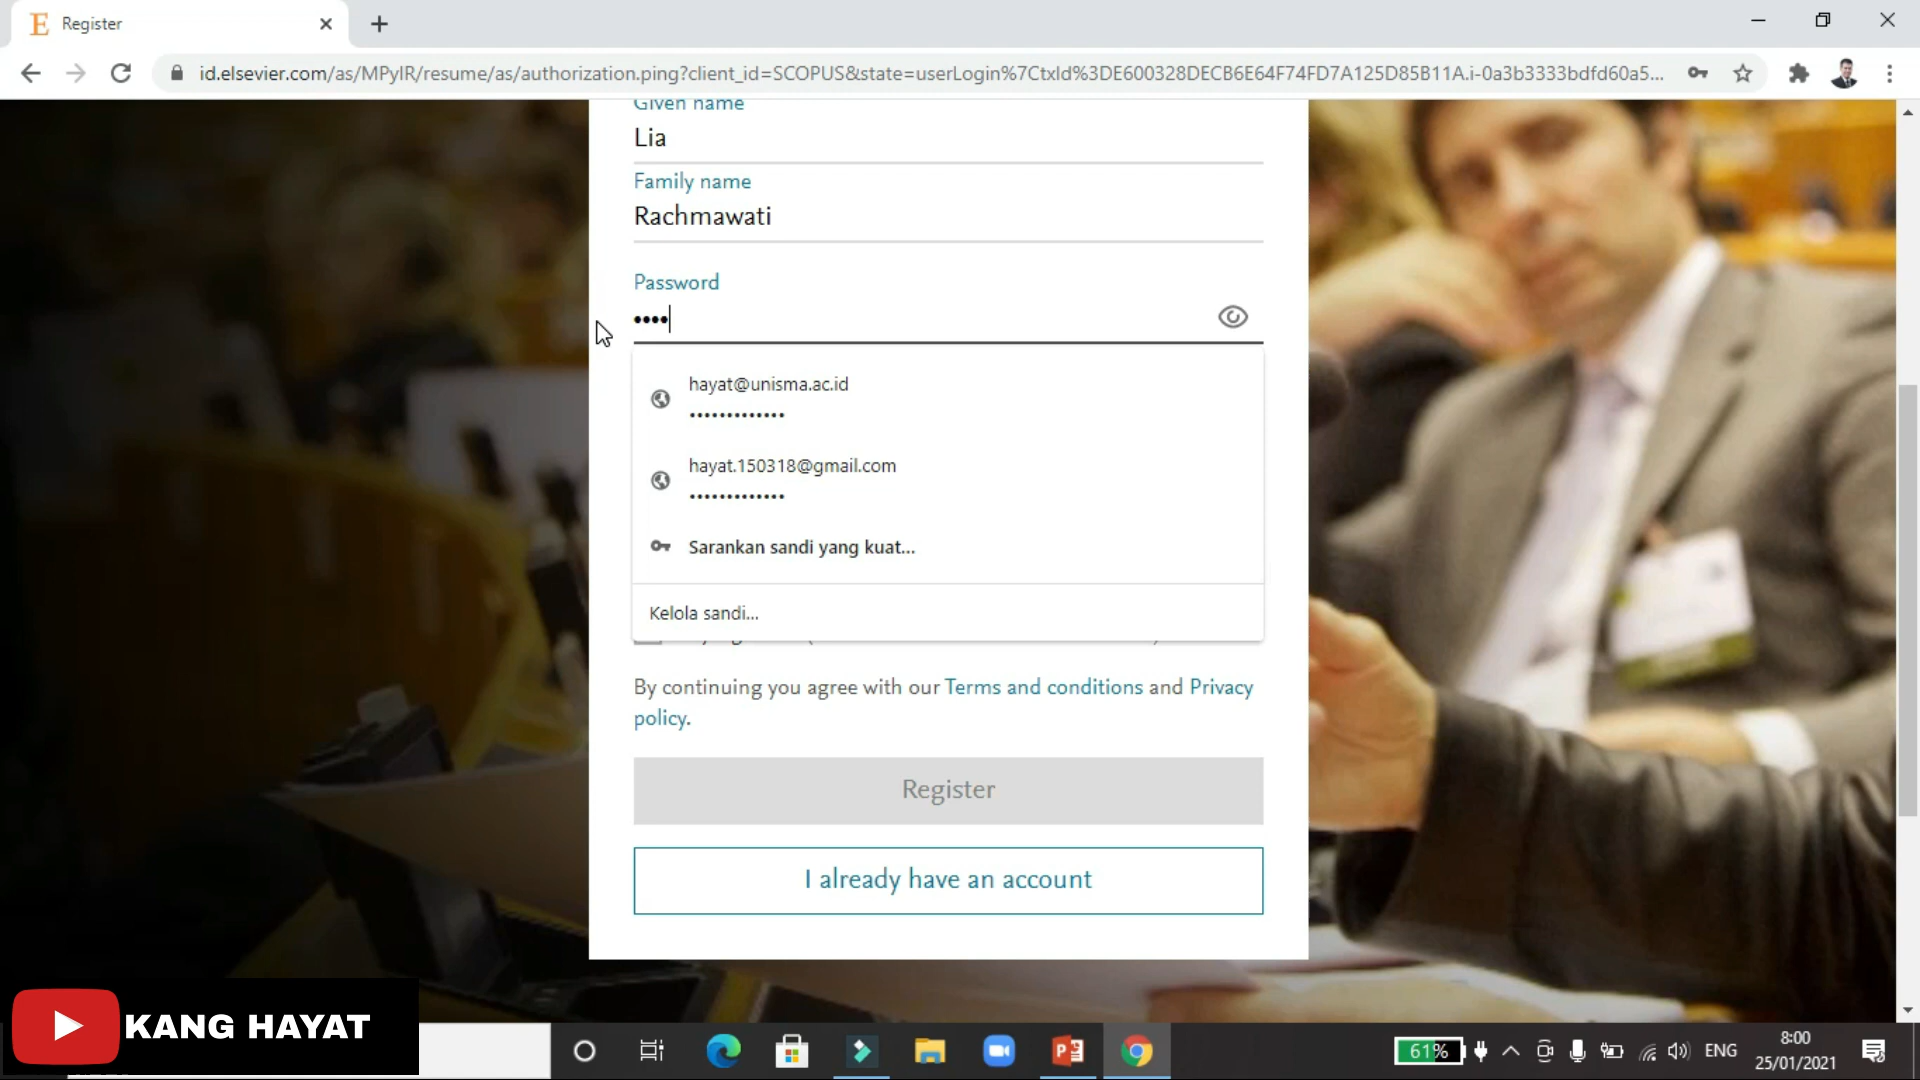 E Register
id.elsevier.com/as/MPyIR/resume/as/authorization.ping?client_id=SCOPUS&state=userLogin%7CtxId%3DE600328DECB6E64F74FD7A125D85B11A.i-0a3b3333bdfd60a5...
Given name
Lia
Family name
Rachmawati
Password
••••
hayat@unisma.ac.id
•••••••••••••
hayat.150318@gmail.com
•••••••••••••
Sarankan sandi yang kuat...
Kelola sandi...
By continuing you agree with our Terms and conditions and Privacy
policy.
Register
I already have an account
KANG HAYAT
61%
ENG
8:00
25/01/2021